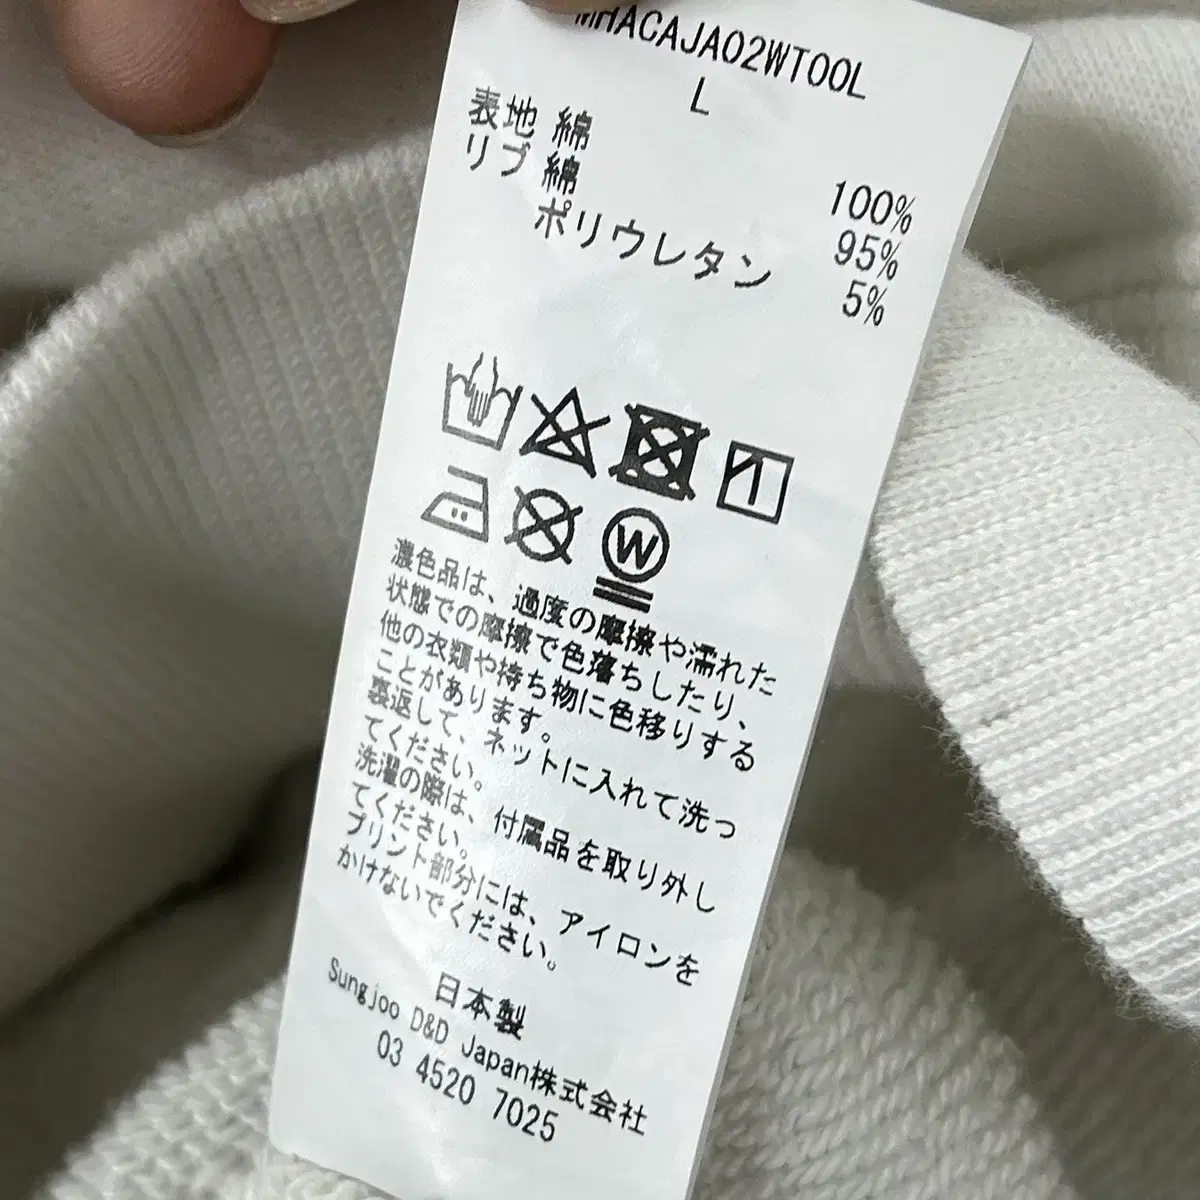 MHACAJA02WT00L
L
表地 綿 100%
リブ 綿 95%
ポリウレタン 5%
W
濃色品は、過度の摩擦や濡れた
状態での摩擦で色落ちしたり、
他の衣類や持ち物に色移りする
ことがあります。
裏返して、ネットに入れて洗っ
てください。
洗濯の際は、付属品を取り外し
てください。
プリント部分には、アイロンを
かけないでください。
日本製
Sungjoo D&D Japan株式会社
03 4520 7025